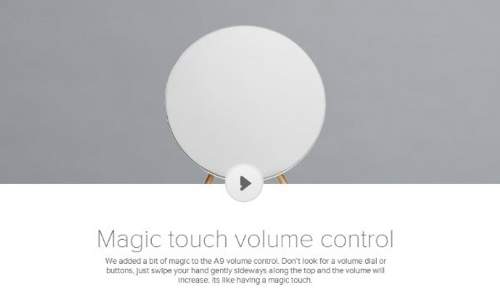 Magic touch volume control
We added a bit of magic to the A9 volume control. Don't look for a volume dial or
buttons, just swipe your hand gently sideways along the top and the volume will
increase. Its like having a magic touch.